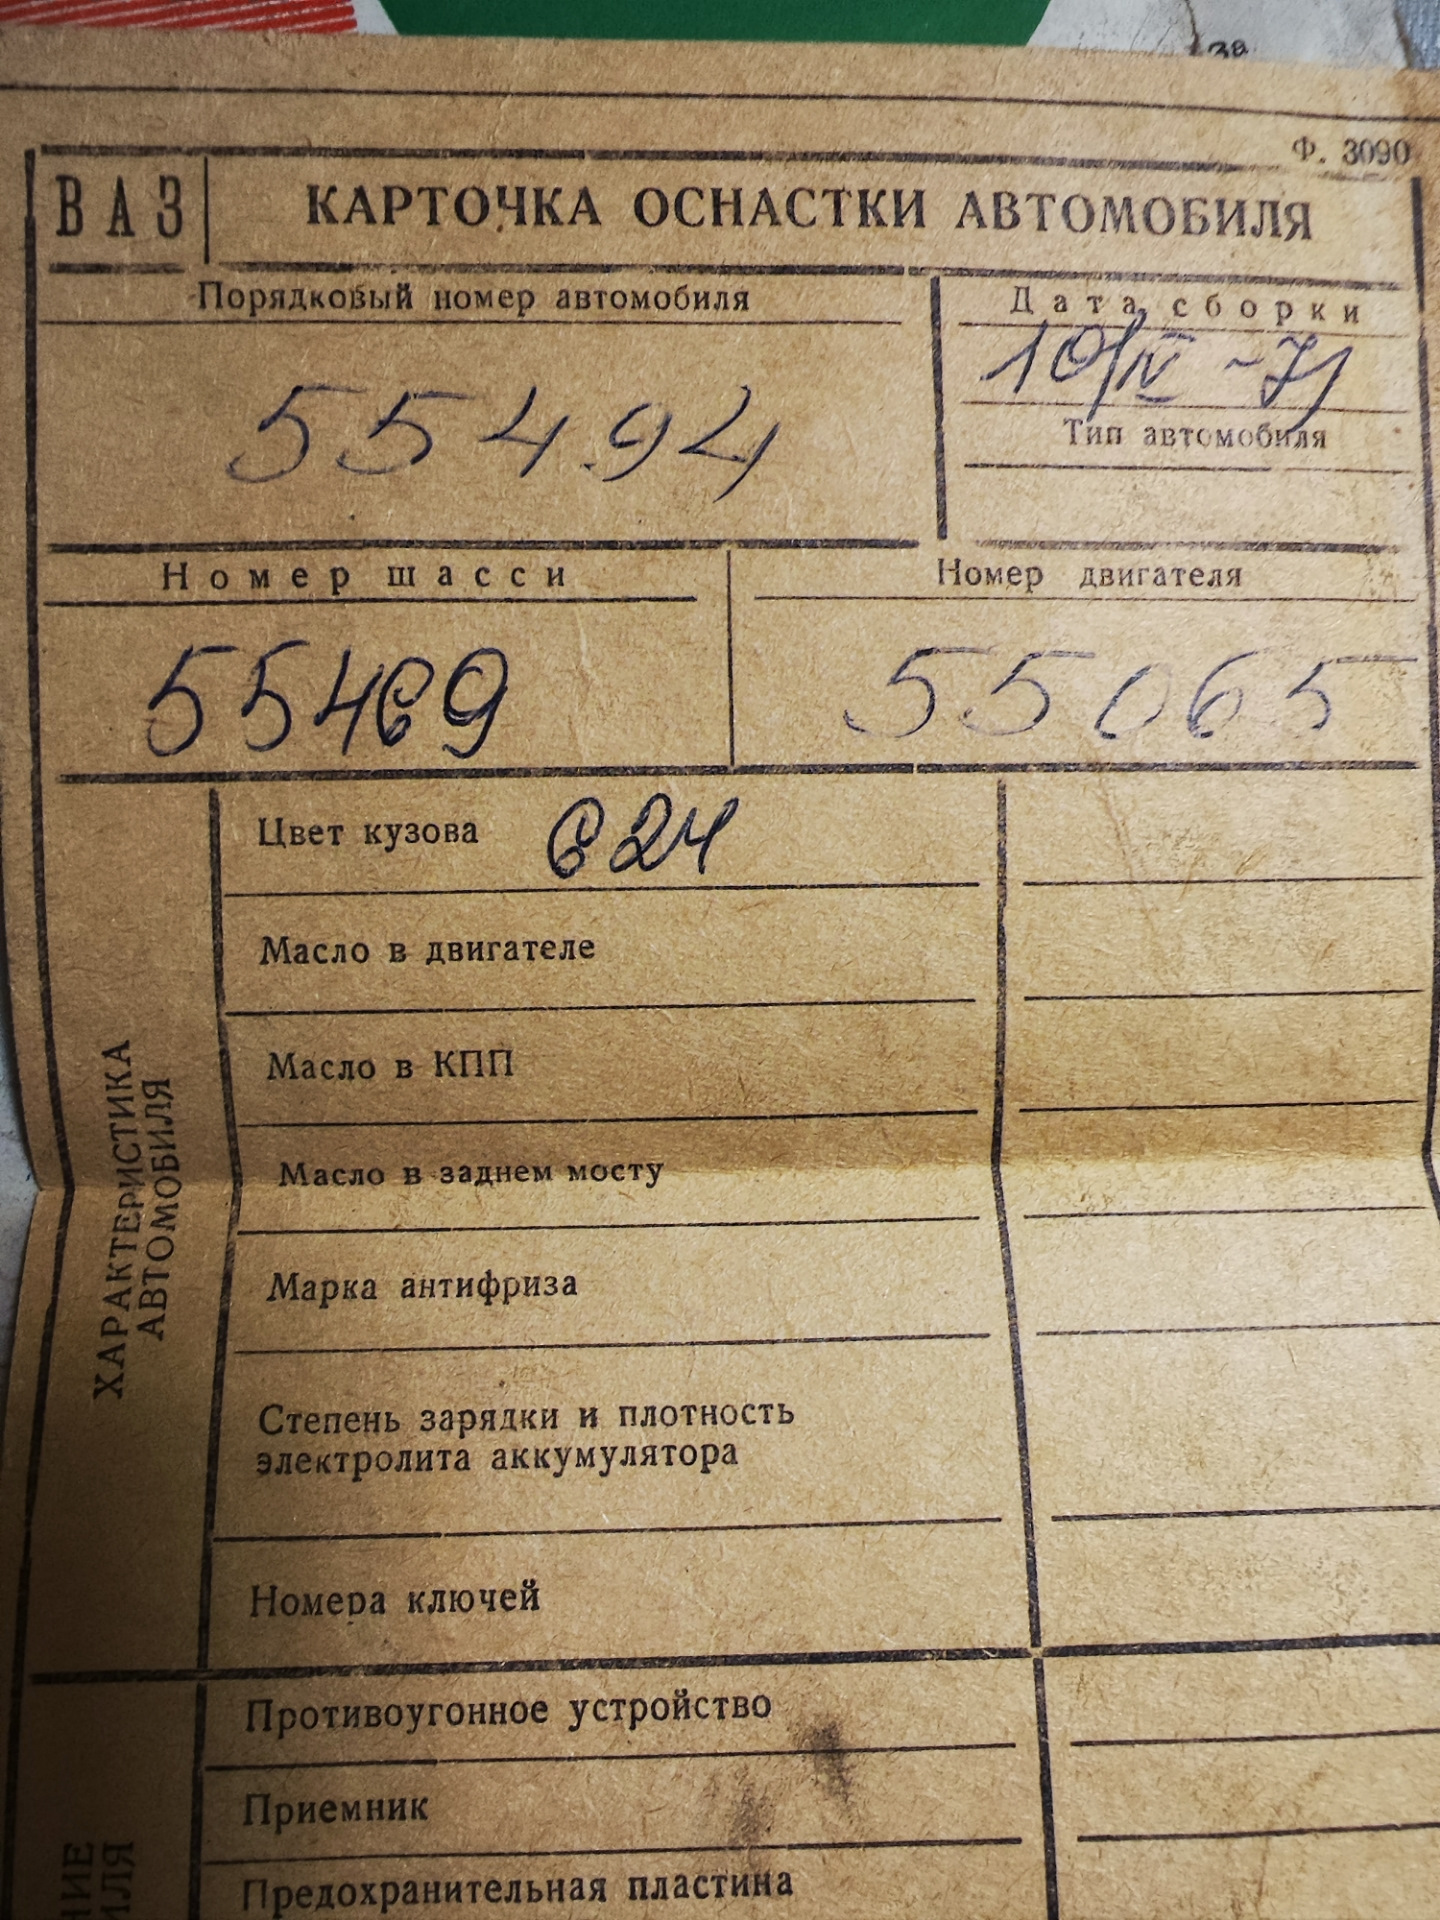 Ф. 3090
ВАЗ КАРТОЧКА ОСНАСТКИ АВТОМОБИЛЯ
Порядковый номер автомобиля
Дата сборки
10/IV-71
55494
Тип автомобиля
Номер шасси
Номер двигателя
55469
55065
ХАРАКТЕРИСТИКА
АВТОМОБИЛЯ
Цвет кузова 624
Масло в двигателе
Масло в КПП
Масло в заднем мосту
Марка антифриза
Степень зарядки и плотность
электролита аккумулятора
Номера ключей
Противоугонное устройство
Приемник
Предохранительная пластина